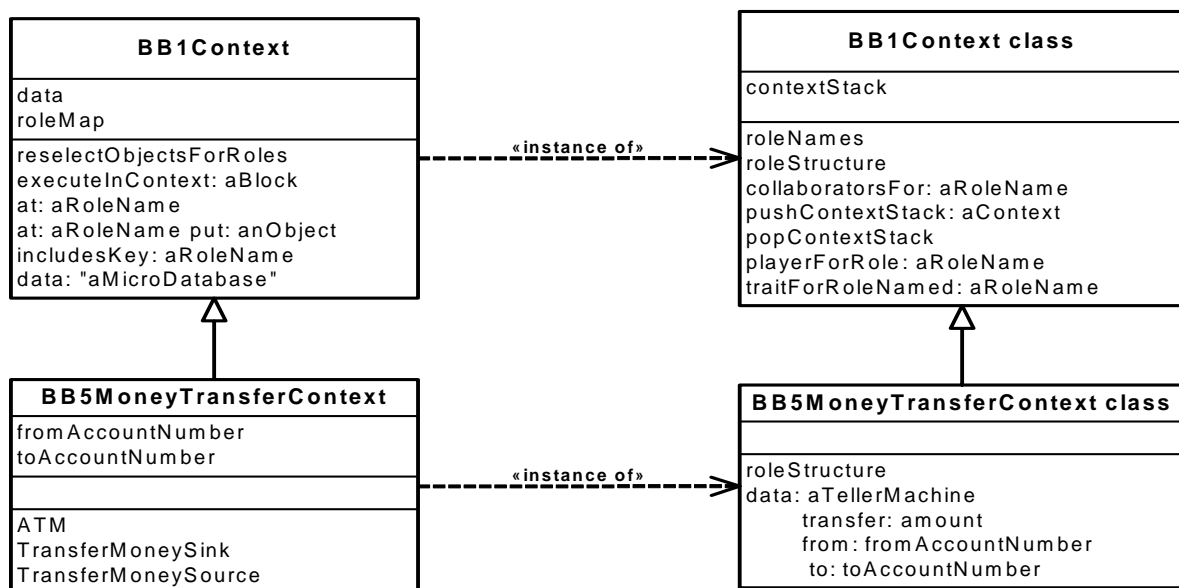 BB1Context
data
roleMap
reselectObjectsForRoles
executeInContext: aBlock
at: aRoleName
at: aRoleName put: anObject
includesKey: aRoleName
data: "aMicroDatabase"
«instance of»
BB1Context class
contextStack
roleNames
roleStructure
collaboratorsFor: aRoleName
pushContextStack: aContext
popContextStack
playerForRole: aRoleName
traitForRoleNamed: aRoleName
BB5MoneyTransferContext
fromAccountNumber
toAccountNumber
ATM
TransferMoneySink
TransferMoneySource
«instance of»
BB5MoneyTransferContext class
roleStructure
data: aTellerMachine
transfer: amount
from: fromAccountNumber
to: toAccountNumber